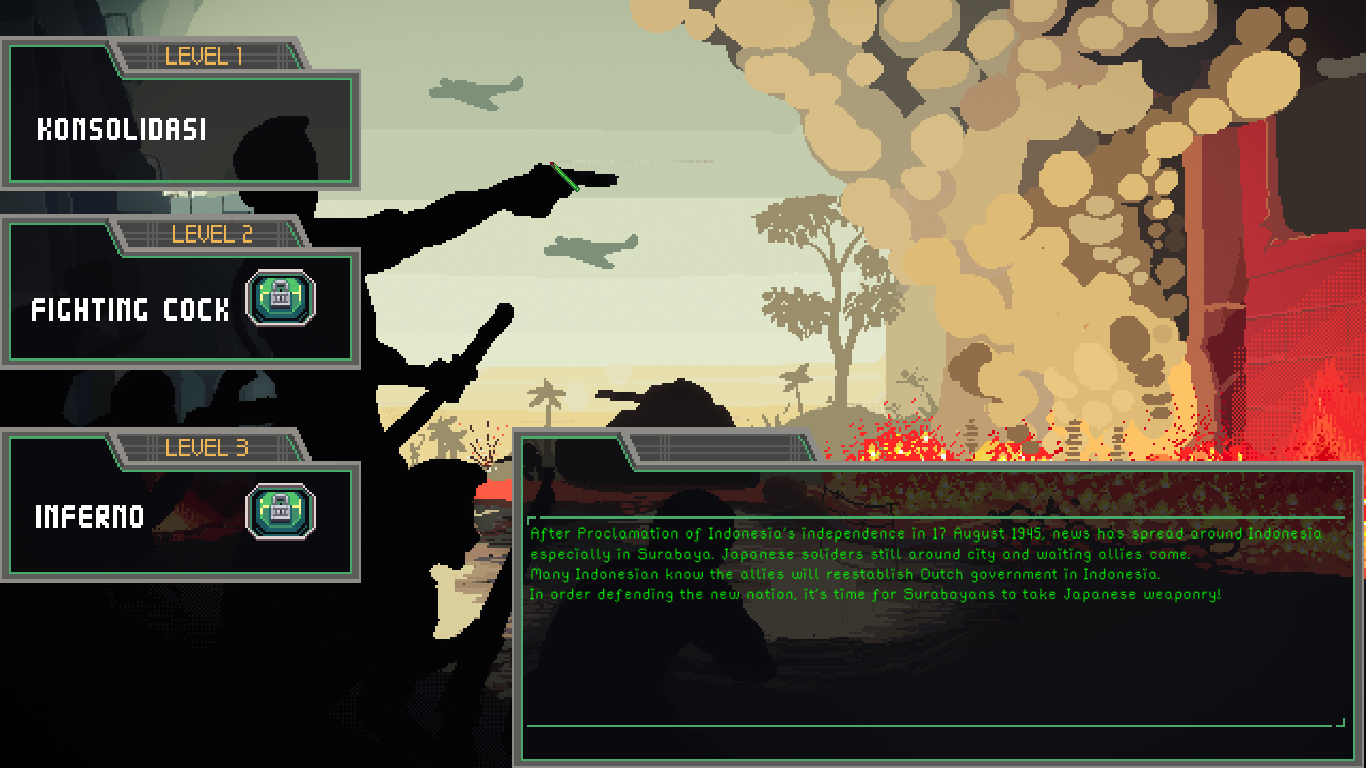 LEVEL 1
KONSOLIDASI
LEVEL 2
FIGHTING COCK
LEVEL 3
INFERNO
After Proclamation of Indonesia's independence in 17 August 1945, news has spread around Indonesia
especially in Surabaya. Japanese soliders still around city and waiting allies come.
Many Indonesian know the allies will reestablish Dutch government in Indonesia.
In order defending the new nation, it's time for Surabayans to take Japanese weaponry!